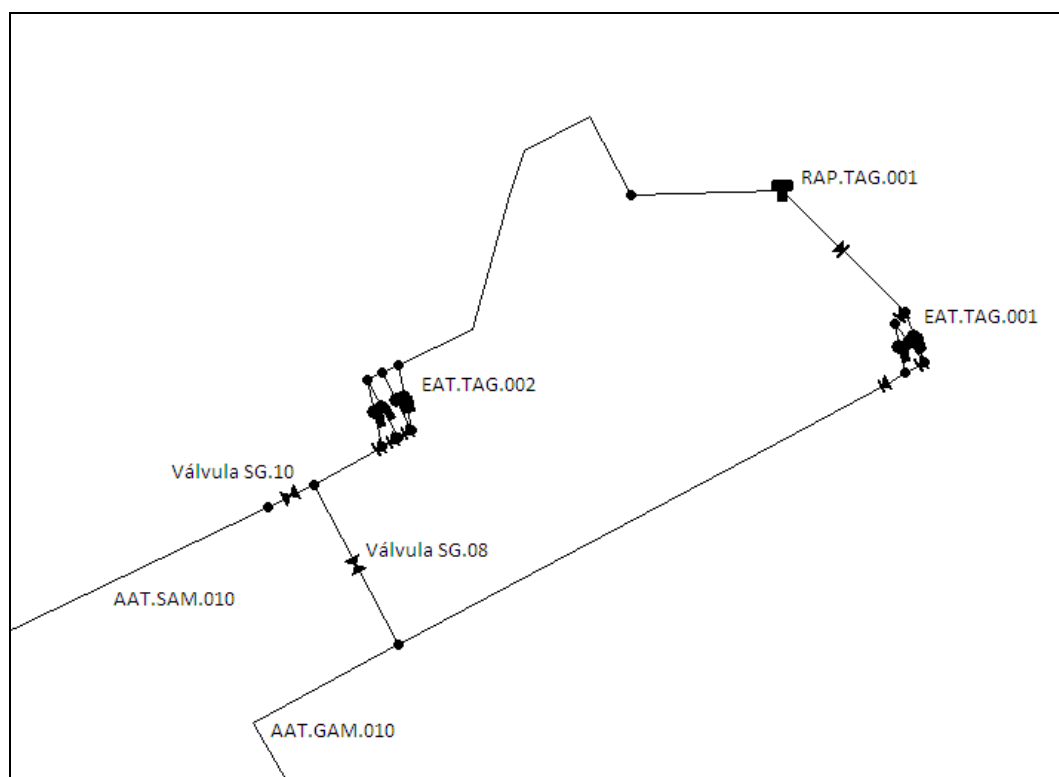 RAP.TAG.001
EAT.TAG.001
EAT.TAG.002
Válvula SG.10
Válvula SG.08
AAT.SAM.010
AAT.GAM.010